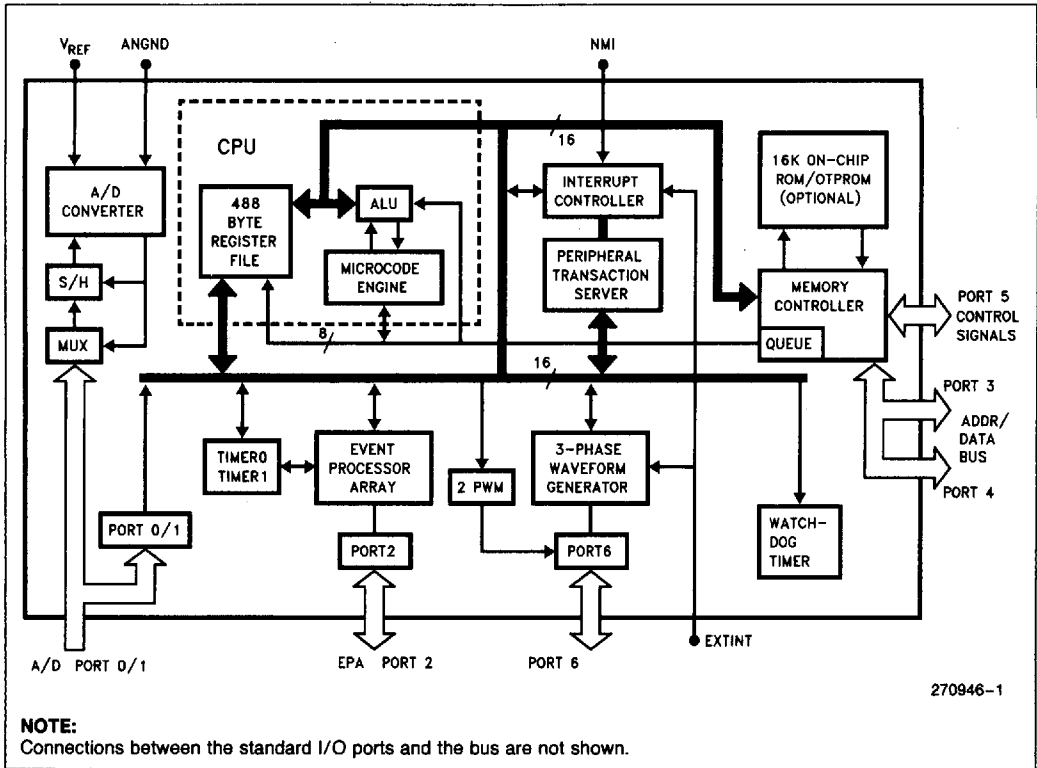 VREF
ANGND
NMI
CPU
16
A/D
CONVERTER
488
BYTE
REGISTER
FILE
ALU
INTERRUPT
CONTROLLER
16K ON-CHIP
ROM/OTPROM
(OPTIONAL)
S/H
MICROCODE
ENGINE
PERIPHERAL
TRANSACTION
SERVER
MEMORY
CONTROLLER
PORT 5
CONTROL
SIGNALS
MUX
8
QUEUE
16
PORT 3
ADDR/
DATA
BUS
PORT 4
TIMER0
TIMER1
EVENT
PROCESSOR
ARRAY
2 PWM
3-PHASE
WAVEFORM
GENERATOR
PORT 0/1
PORT2
PORT6
WATCH-
DOG
TIMER
A/D PORT 0/1
EPA PORT 2
PORT 6
EXTINT
270946-1
NOTE:
Connections between the standard I/O ports and the bus are not shown.